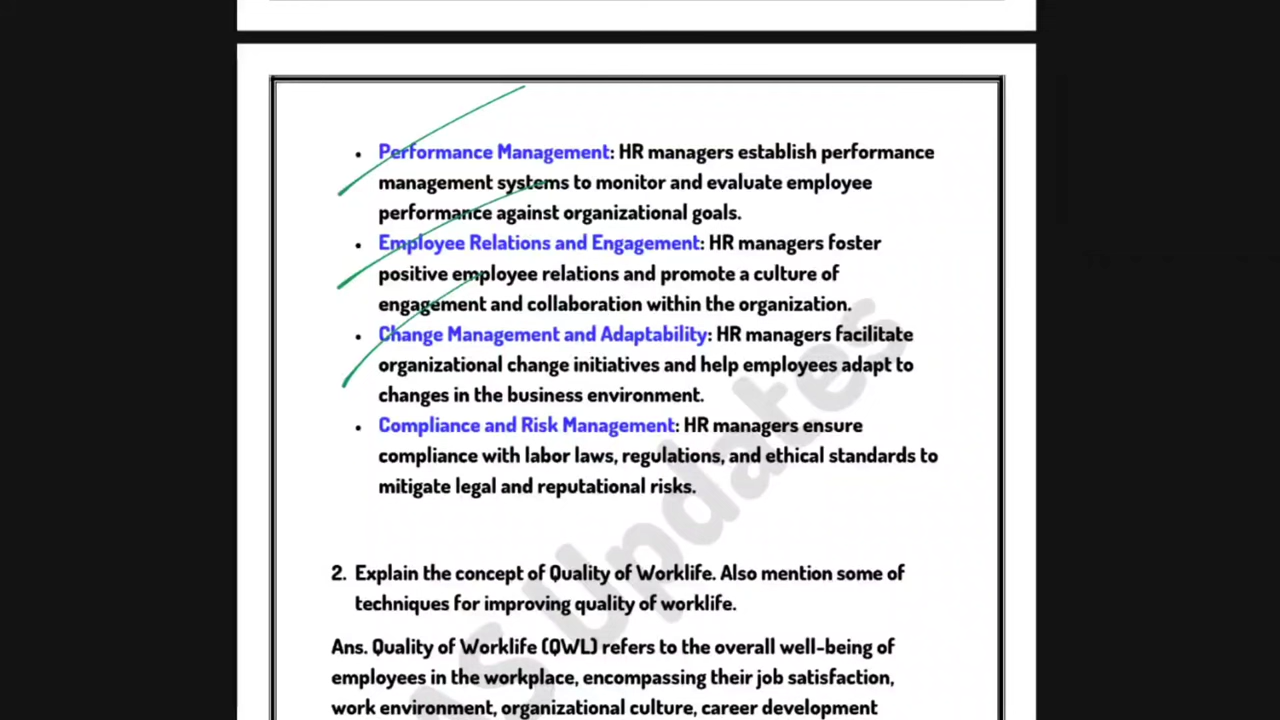 • Performance Management: HR managers establish performance
management systems to monitor and evaluate employee
performance against organizational goals.
• Employee Relations and Engagement: HR managers foster
positive employee relations and promote a culture of
engagement and collaboration within the organization.
• Change Management and Adaptability: HR managers facilitate
organizational change initiatives and help employees adapt to
changes in the business environment.
• Compliance and Risk Management: HR managers ensure
compliance with labor laws, regulations, and ethical standards to
mitigate legal and reputational risks.
2. Explain the concept of Quality of Worklife. Also mention some of
techniques for improving quality of worklife.
Ans. Quality of Worklife (QWL) refers to the overall well-being of
employees in the workplace, encompassing their job satisfaction,
work environment, organizational culture, career development
Updates